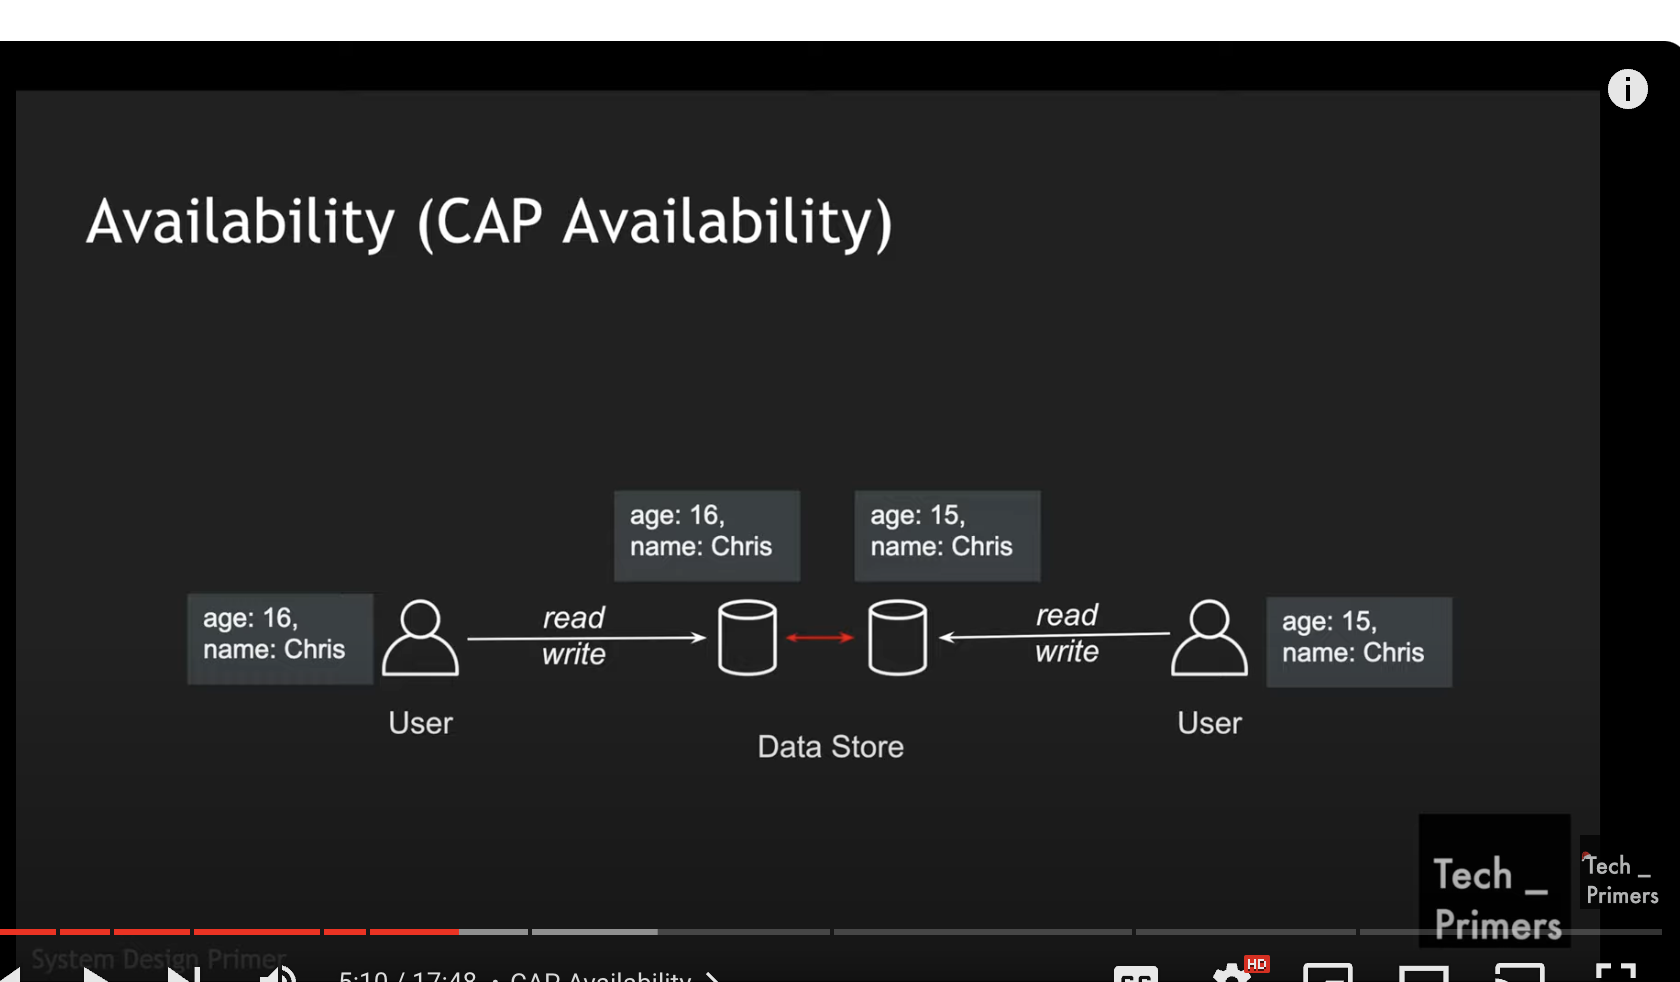 Availability (CAP Availability)
age: 16,
name: Chris
age: 15,
name: Chris
age: 16,
name: Chris
read
write
read
write
age: 15,
name: Chris
User
User
Data Store
Tech _
Primers
Tech _
Primers
System Design Primer
HD
5:10 / 17:48 • CAP Availability